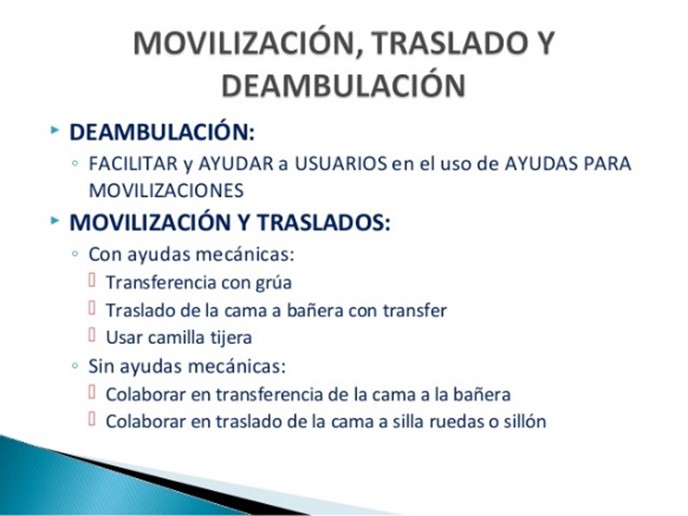 MOVILIZACIÓN, TRASLADO Y
DEAMBULACIÓN
DEAMBULACIÓN:
FACILITAR y AYUDAR a USUARIOS en el uso de AYUDAS PARA
MOVILIZACIONES
MOVILIZACIÓN Y TRASLADOS:
Con ayudas mecánicas:
Transferencia con grúa
Traslado de la cama a bañera con transfer
Usar camilla tijera
Sin ayudas mecánicas:
Colaborar en transferencia de la cama a la bañera
Colaborar en traslado de la cama a silla ruedas o sillón